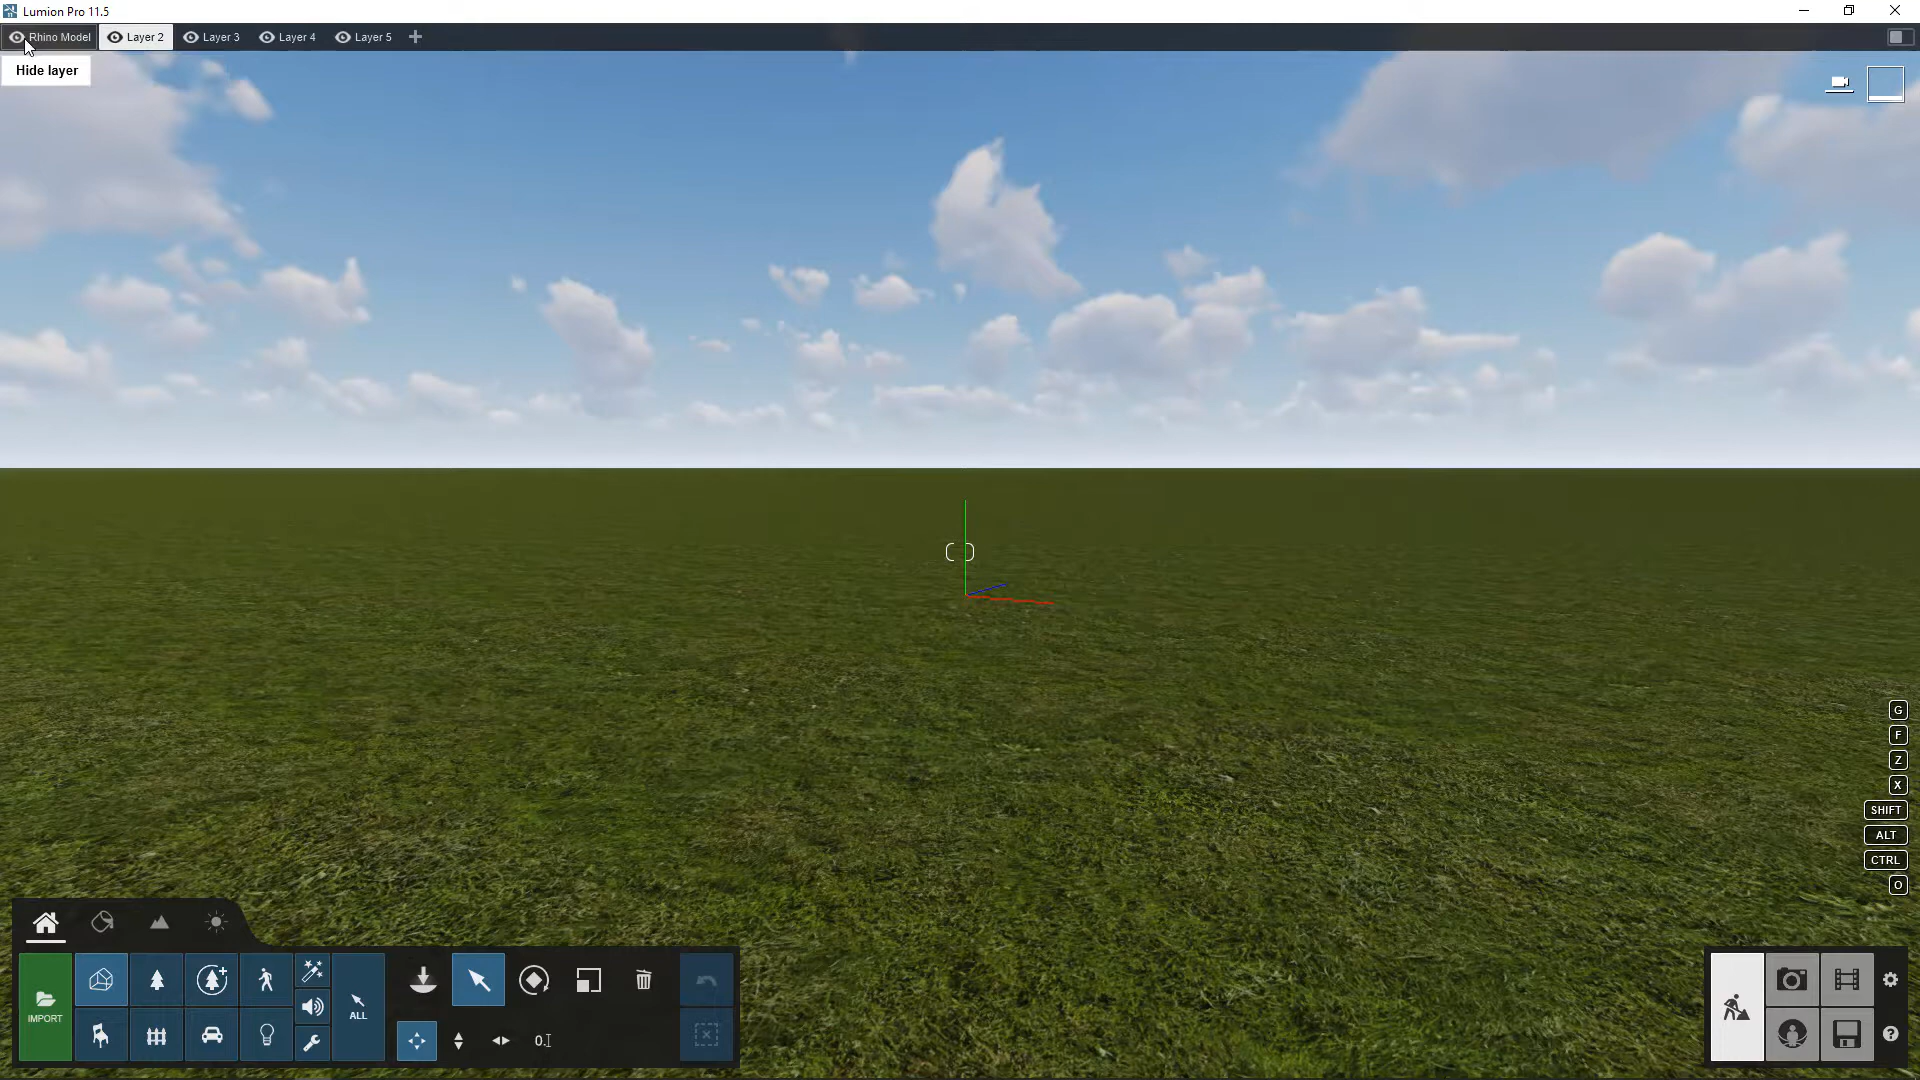 Lumion Pro 11.5
Rhino Model Layer 2 Layer 3 Layer 4 Layer 5
Hide layer
G
F
Z
X
SHIFT
ALT
CTRL
O
IMPORT
ALL
0.